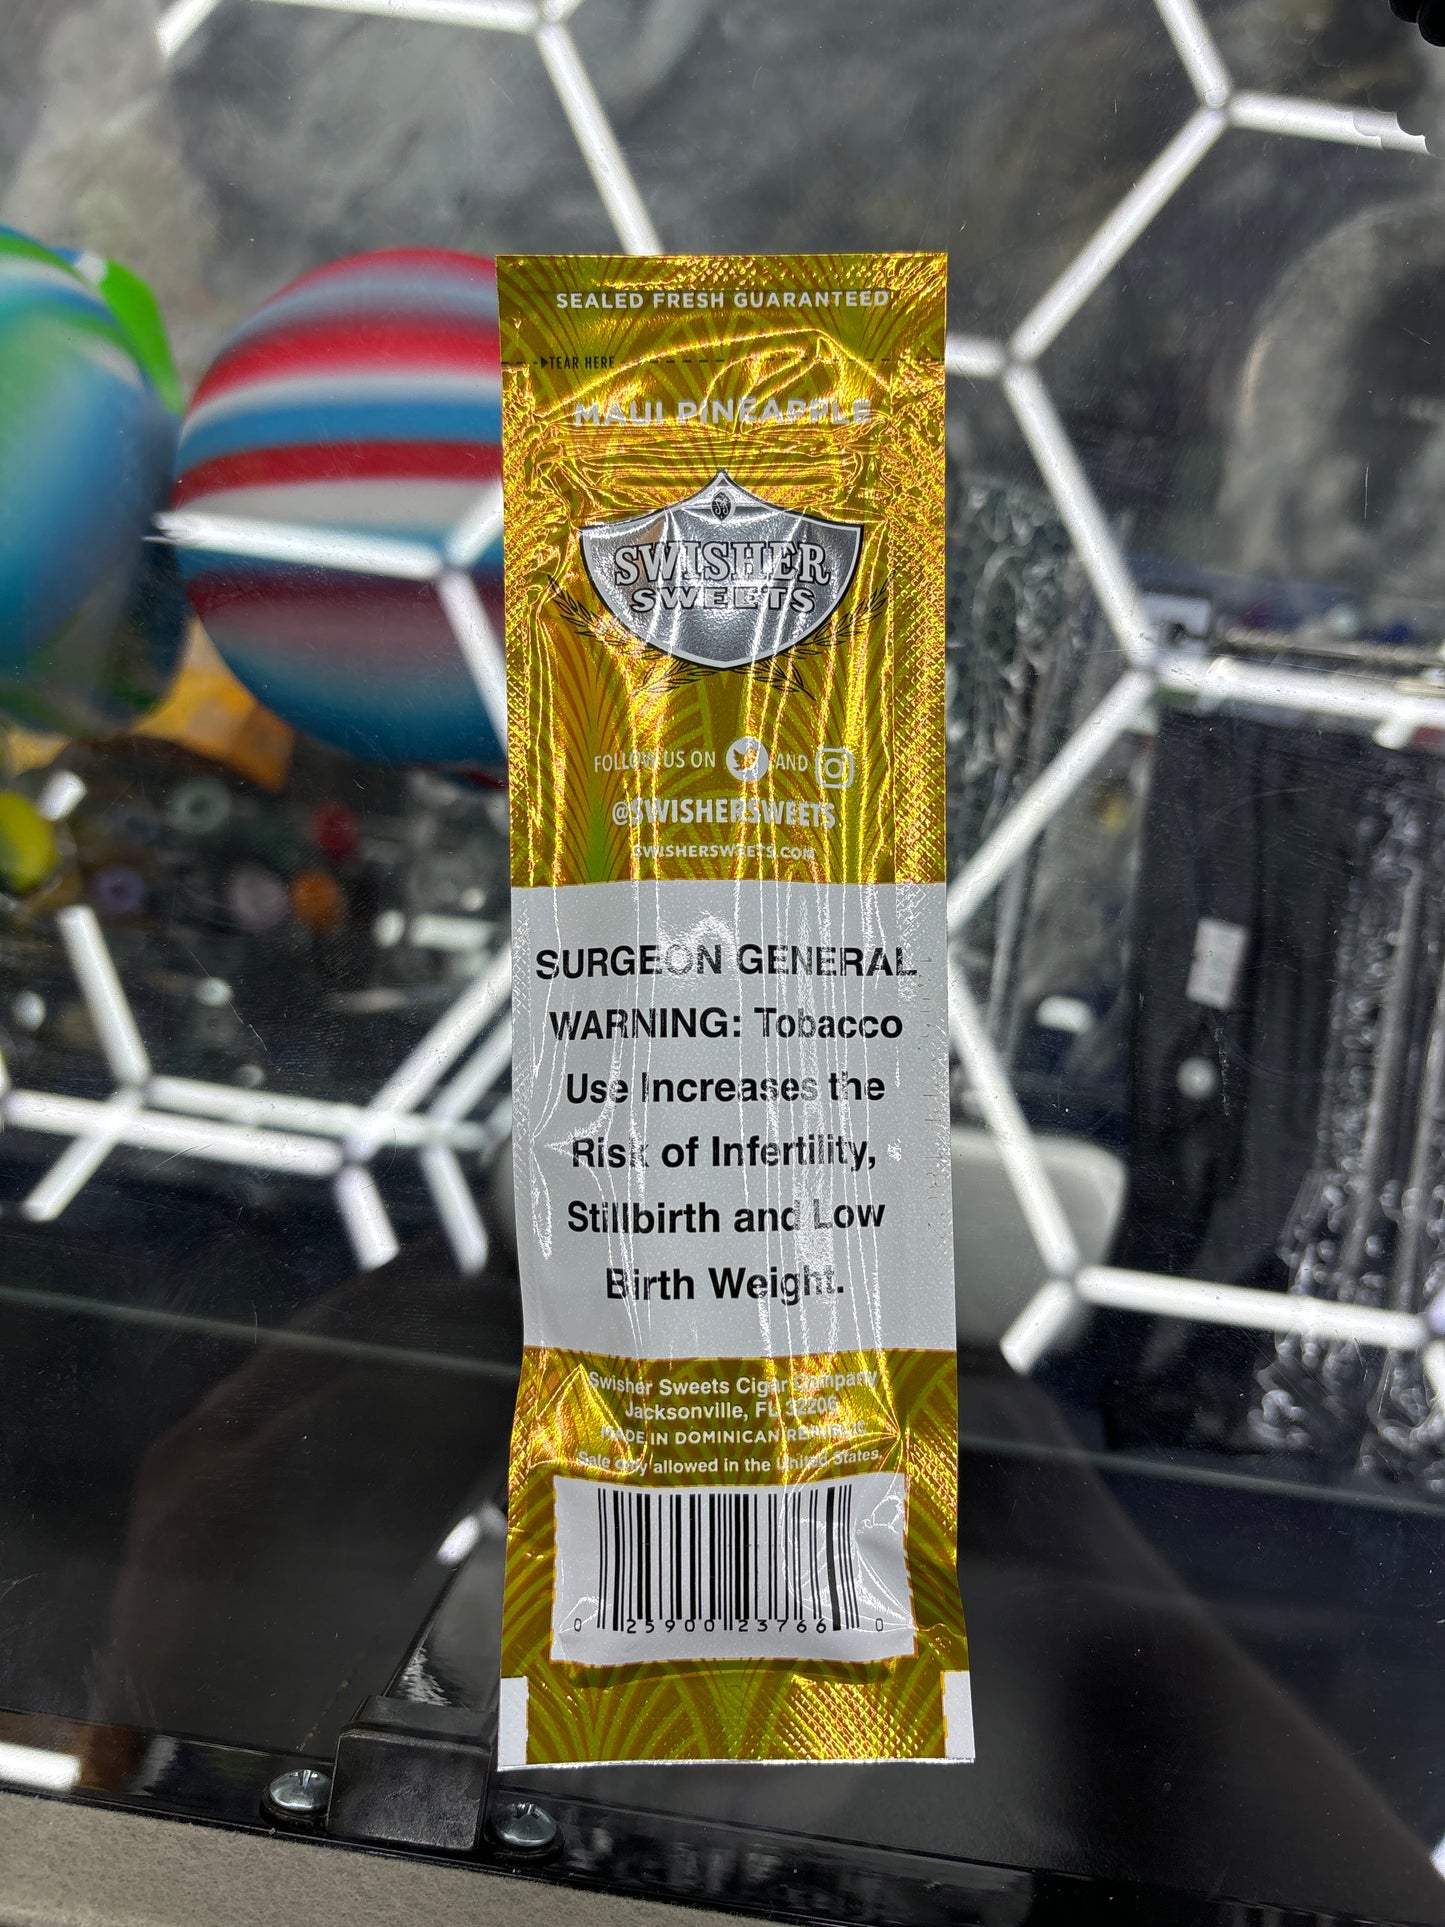 SEALED FRESH GUARANTEED
TEAR HERE
MAUI PINEAPPLE
SWISHER
SWEETS
FOLLOW US ON AND
@SWISHERSWEETS
SWISHERSWEETS.COM
SURGEON GENERAL
WARNING: Tobacco
Use Increases the
Risk of Infertility,
Stillbirth and Low
Birth Weight.
Swisher Sweets Cigar Company
Jacksonville, FL 32206
MADE IN DOMINICAN REPUBLIC
Sale only allowed in the United States.
0 25900 23766 0